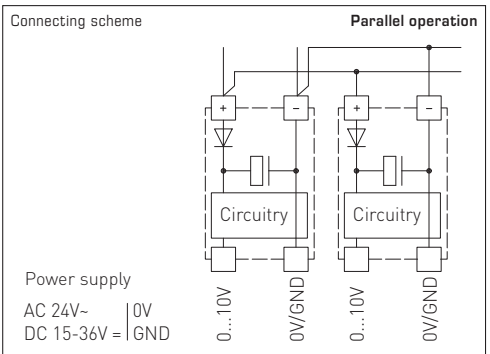 Connecting scheme
Parallel operation
+ − + −
Circuitry Circuitry
Power supply
AC 24V~ | 0V
DC 15-36V = | GND
0...10V
0V/GND
0...10V
0V/GND